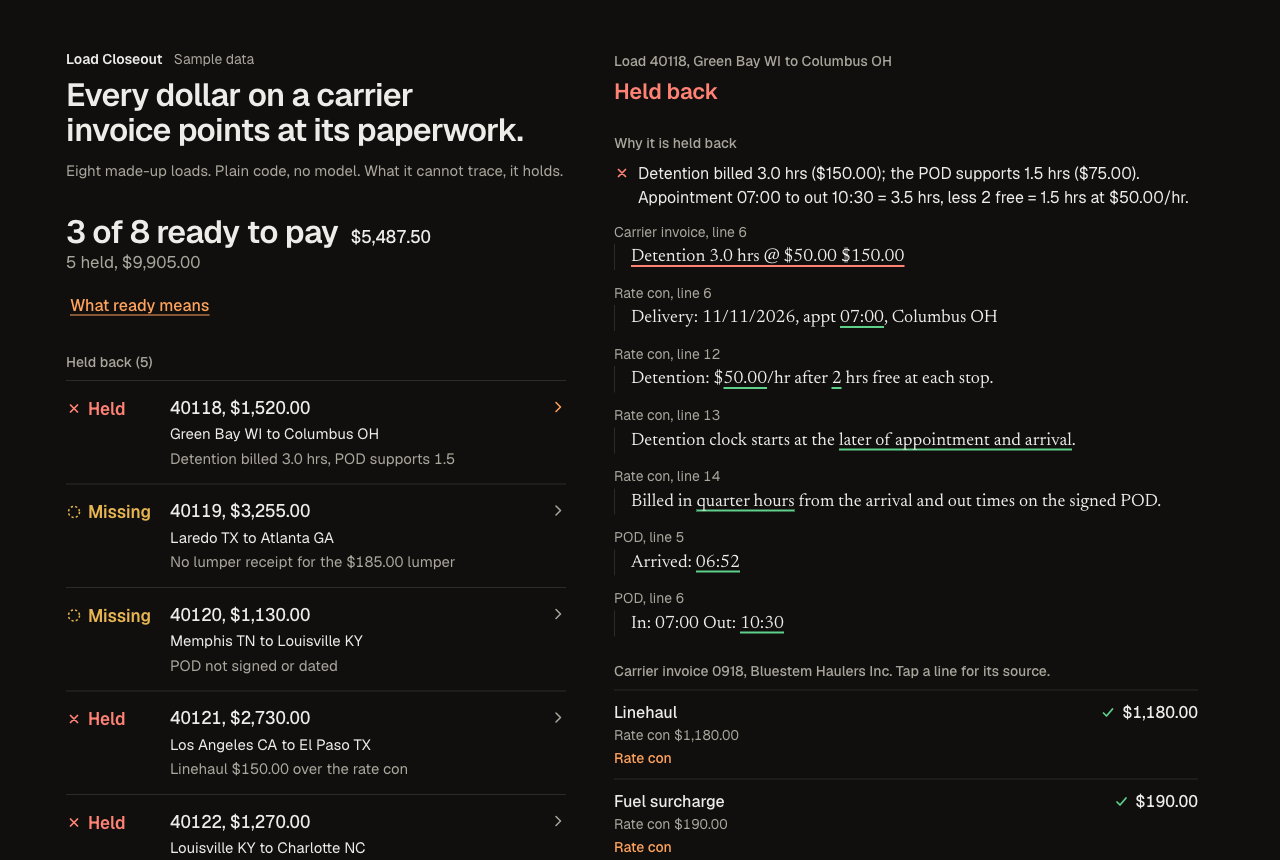 Load Closeout Sample data
Every dollar on a carrier
invoice points at its paperwork.
Eight made-up loads. Plain code, no model. What it cannot trace, it holds.
3 of 8 ready to pay $5,487.50
5 held, $9,905.00
What ready means
Held back (5)
Held 40118, $1,520.00
Green Bay WI to Columbus OH
Detention billed 3.0 hrs, POD supports 1.5
Missing 40119, $3,255.00
Laredo TX to Atlanta GA
No lumper receipt for the $185.00 lumper
Missing 40120, $1,130.00
Memphis TN to Louisville KY
POD not signed or dated
Held 40121, $2,730.00
Los Angeles CA to El Paso TX
Linehaul $150.00 over the rate con
Held 40122, $1,270.00
Louisville KY to Charlotte NC
Load 40118, Green Bay WI to Columbus OH
Held back
Why it is held back
Detention billed 3.0 hrs ($150.00); the POD supports 1.5 hrs ($75.00).
Appointment 07:00 to out 10:30 = 3.5 hrs, less 2 free = 1.5 hrs at $50.00/hr.
Carrier invoice, line 6
Detention 3.0 hrs @ $50.00 $150.00
Rate con, line 6
Delivery: 11/11/2026, appt 07:00, Columbus OH
Rate con, line 12
Detention: $50.00/hr after 2 hrs free at each stop.
Rate con, line 13
Detention clock starts at the later of appointment and arrival.
Rate con, line 14
Billed in quarter hours from the arrival and out times on the signed POD.
POD, line 5
Arrived: 06:52
POD, line 6
In: 07:00 Out: 10:30
Carrier invoice 0918, Bluestem Haulers Inc. Tap a line for its source.
Linehaul $1,180.00
Rate con $1,180.00
Rate con
Fuel surcharge $190.00
Rate con $190.00
Rate con